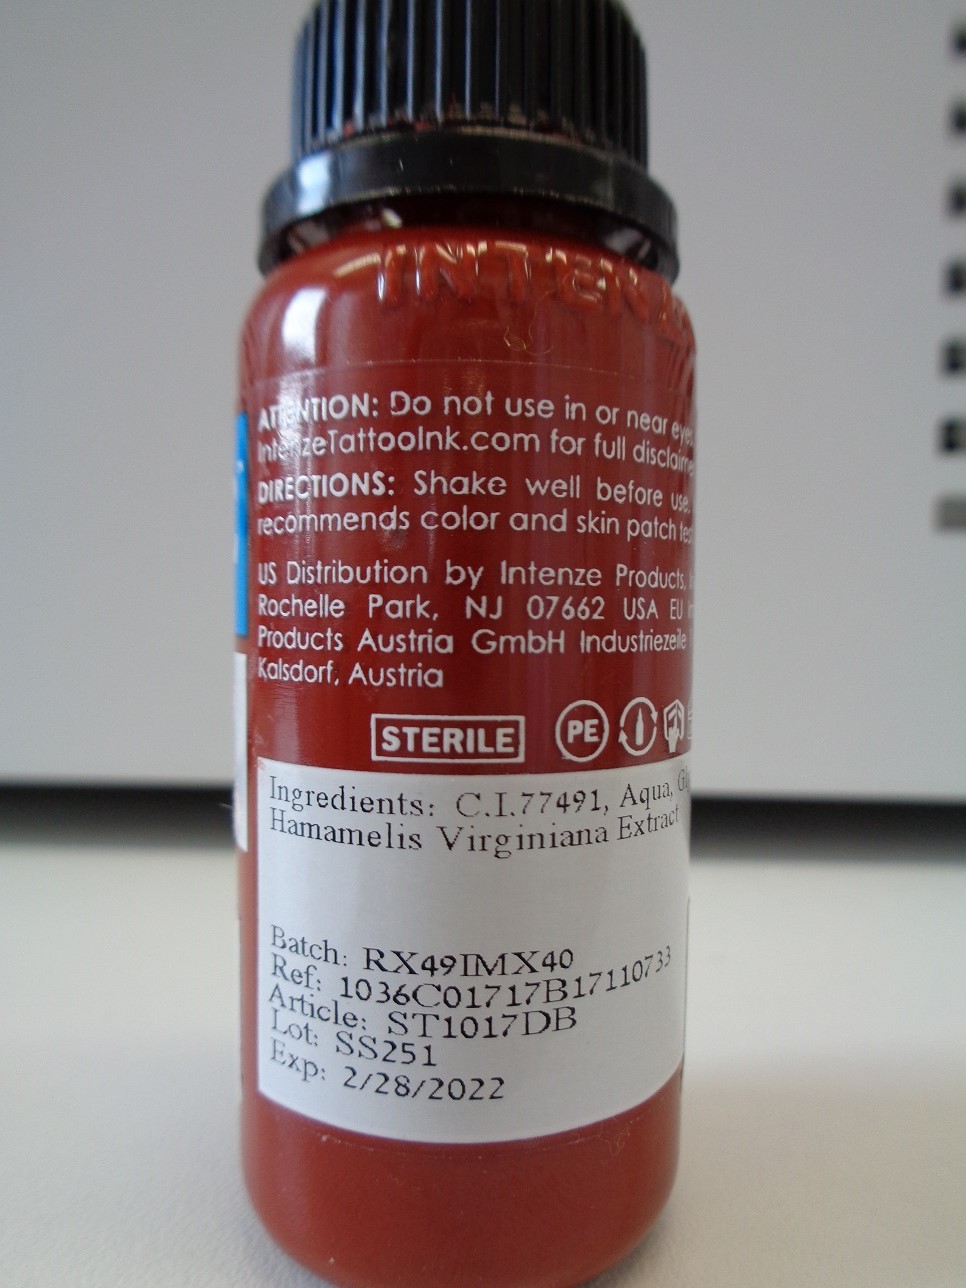 INTENZ
ATTENTION: Do not use in or near eyes
IntenzeTattooInk.com for full disclaime
DIRECTIONS: Shake well before use.
recommends color and skin patch tes
US Distribution by Intenze Products,
Rochelle Park, NJ 07662 USA EU
Products Austria GmbH Industriezeile
Kalsdorf, Austria
STERILE
PE
Ingredients: C.I.77491, Aqua,
Hamamelis Virginiana Extract
Batch: RX49IMX40
Ref: 1036C01717B17110733
Article: ST1017DB
Lot: SS251
Exp: 2/28/2022